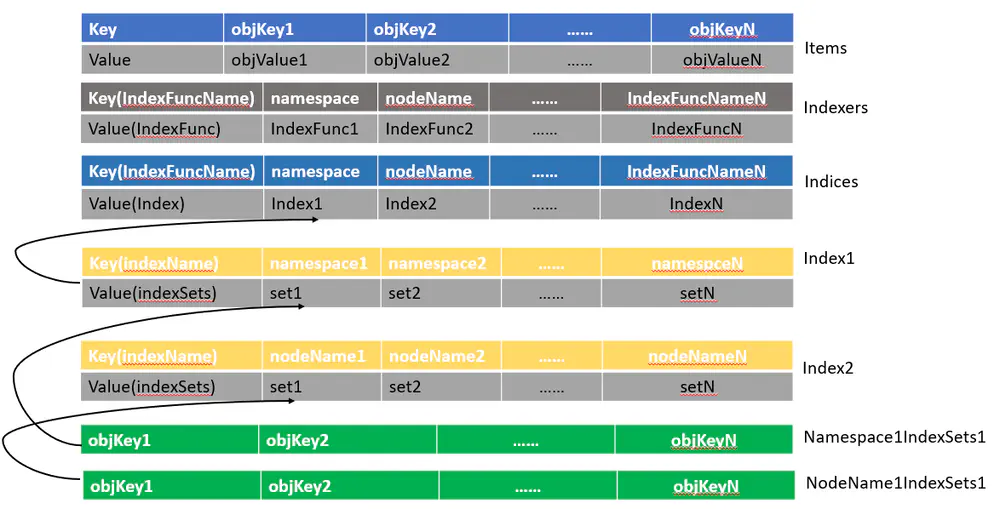 Key objKey1 objKey2 ...... objKeyN
Value objValue1 objValue2 ...... objValueN
Items
Key(IndexFuncName) namespace nodeName ...... IndexFuncNameN
Value(IndexFunc) IndexFunc1 IndexFunc2 ...... IndexFuncN
Indexers
Key(IndexFuncName) namespace nodeName ...... IndexFuncNameN
Value(Index) Index1 Index2 ...... IndexN
Indices
Key(indexName) namespace1 namespace2 ...... namespceN
Value(indexSets) set1 set2 ...... setN
Index1
Key(indexName) nodeName1 nodeName2 ...... nodeNameN
Value(indexSets) set1 set2 ...... setN
Index2
objKey1 objKey2 ...... objKeyN Namespace1IndexSets1
objKey1 objKey2 ...... objKeyN NodeName1IndexSets1